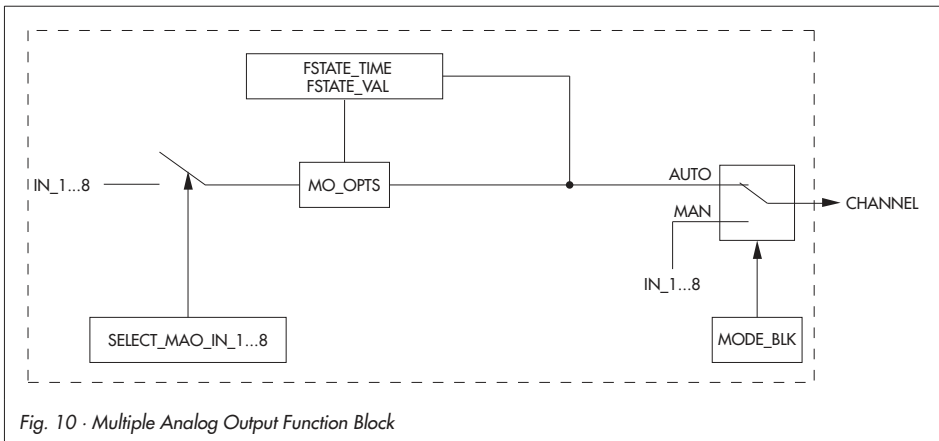 FSTATE_TIME
FSTATE_VAL
IN_1...8
MO_OPTS
AUTO
CHANNEL
MAN
IN_1...8
SELECT_MAO_IN_1...8
MODE_BLK
Fig. 10 · Multiple Analog Output Function Block